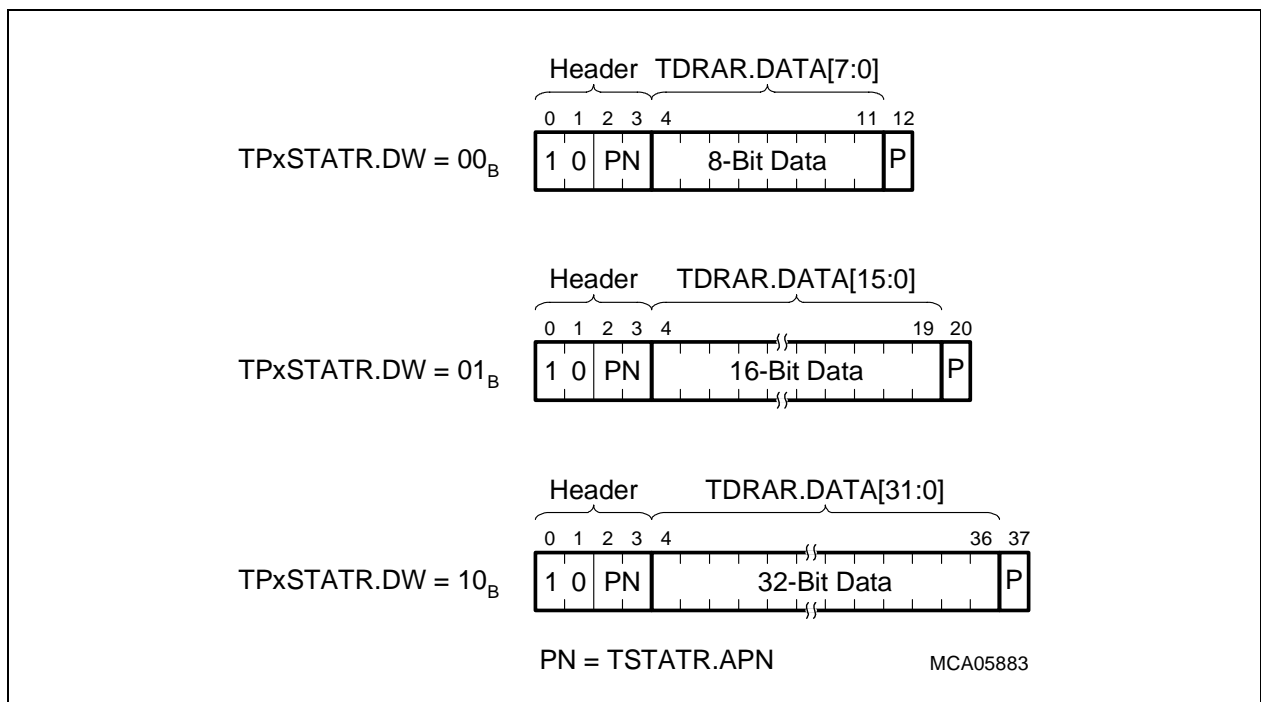 Header TDRAR.DATA[7:0]
0 1 2 3 4 11 12
TPxSTATR.DW = 00B 1 0 PN 8-Bit Data P
Header TDRAR.DATA[15:0]
0 1 2 3 4 19 20
TPxSTATR.DW = 01B 1 0 PN 16-Bit Data P
Header TDRAR.DATA[31:0]
0 1 2 3 4 36 37
TPxSTATR.DW = 10B 1 0 PN 32-Bit Data P
PN = TSTATR.APN MCA05883